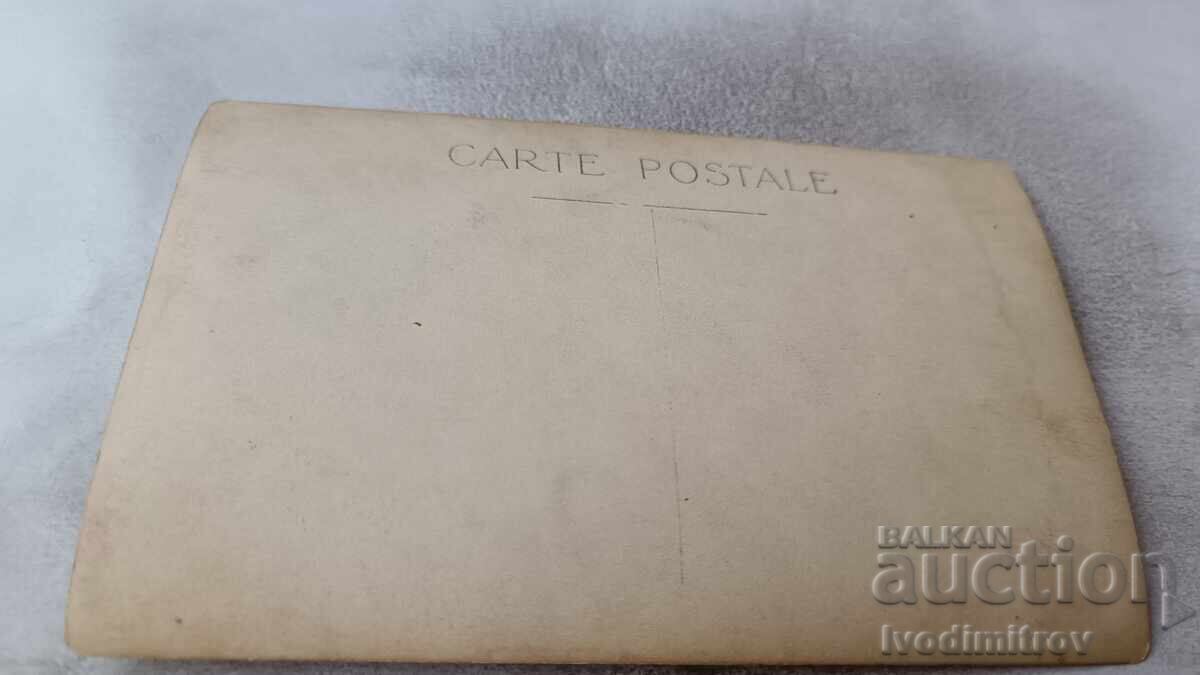 CARTE POSTALE
BALKAN
auction
Ivodimitrov